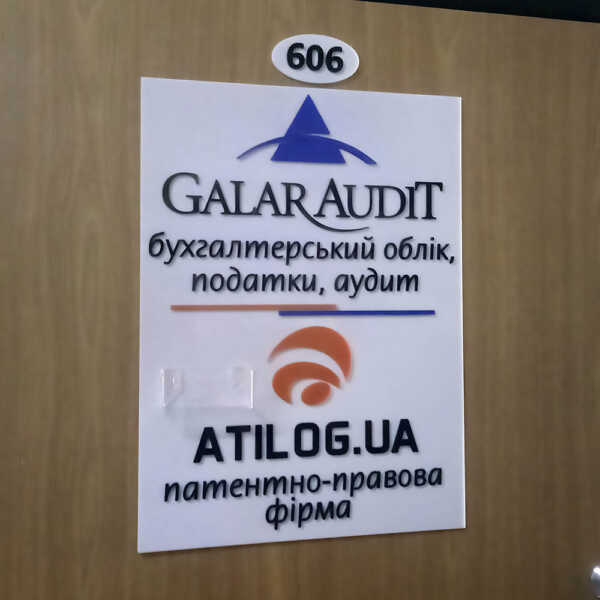 606
GALAR AUDIT
бухгалтерський облік,
податки, аудит
ATILOG.UA
патентно-правова
фірма